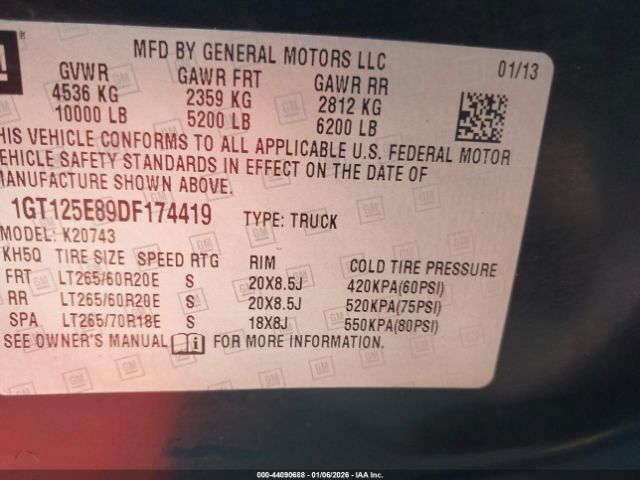 GM ®
MFD BY GENERAL MOTORS LLC 01/13
GVWR GAWR FRT GAWR RR
4536 KG 2359 KG 2812 KG
10000 LB 5200 LB 6200 LB
THIS VEHICLE CONFORMS TO ALL APPLICABLE U.S. FEDERAL MOTOR
VEHICLE SAFETY STANDARDS IN EFFECT ON THE DATE OF
MANUFACTURE SHOWN ABOVE.
1GT125E89DF174419 TYPE: TRUCK
MODEL: K20743
KH5Q TIRE SIZE SPEED RTG RIM COLD TIRE PRESSURE
FRT LT265/60R20E S 20X8.5J 420KPA(60PSI)
RR LT265/60R20E S 20X8.5J 520KPA(75PSI)
SPA LT265/70R18E S 18X8J 550KPA(80PSI)
SEE OWNER'S MANUAL i FOR MORE INFORMATION.
000-44090688 - 01/06/2026 - IAA Inc.